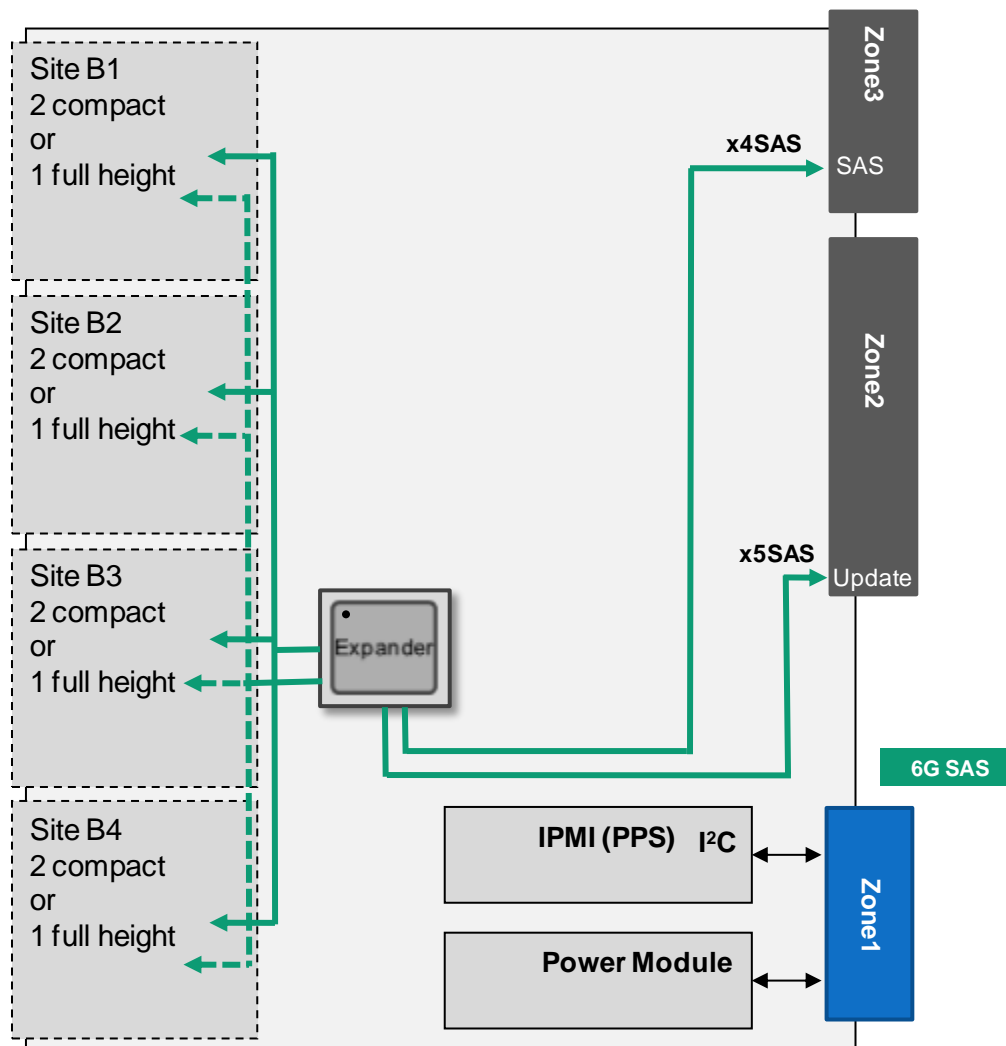 Site B1
2 compact
or
1 full height
Site B2
2 compact
or
1 full height
Site B3
2 compact
or
1 full height
Site B4
2 compact
or
1 full height
Expander
x4SAS
Zone3
SAS
Zone2
x5SAS
Update
6G SAS
IPMI (PPS) I²C
Power Module
Zone1